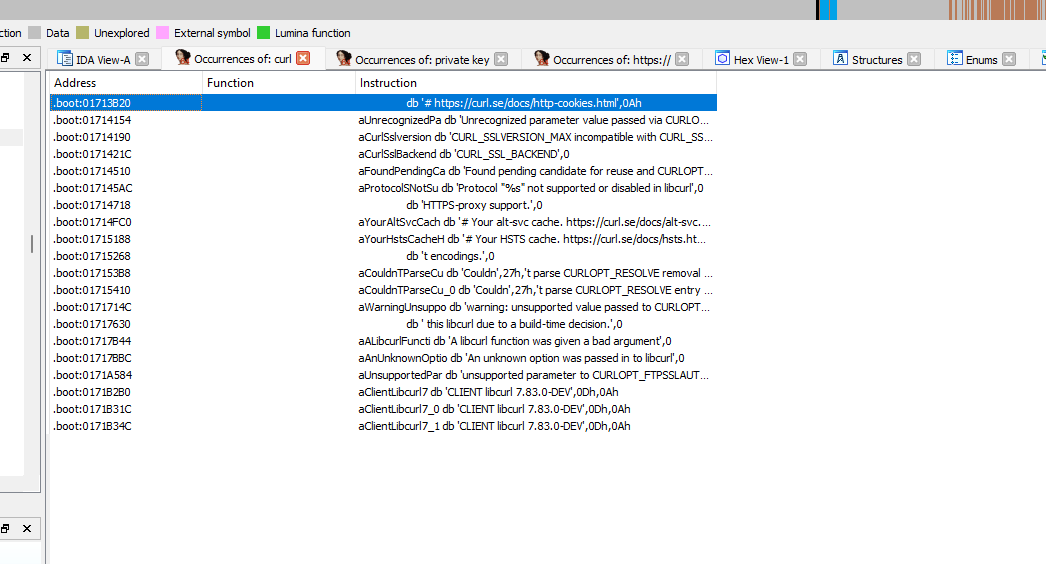 ction Data Unexplored External symbol Lumina function
IDA View-A Occurrences of: curl Occurrences of: private key Occurrences of: https:// Hex View-1 Structures Enums
Address Function Instruction
.boot:01713B20 db '# https://curl.se/docs/http-cookies.html',0Ah
.boot:01714154 aUnrecognizedPa db 'Unrecognized parameter value passed via CURLO...
.boot:01714190 aCurlSslversion db 'CURL_SSLVERSION_MAX incompatible with CURL_SS...
.boot:0171421C aCurlSslBackend db 'CURL_SSL_BACKEND',0
.boot:01714510 aFoundPendingCa db 'Found pending candidate for reuse and CURLOPT...
.boot:017145AC aProtocolSNotSu db 'Protocol "%s" not supported or disabled in libcurl',0
.boot:01714718 db 'HTTPS-proxy support.',0
.boot:01714FC0 aYourAltSvcCach db '# Your alt-svc cache. https://curl.se/docs/alt-svc....
.boot:01715188 aYourHstsCacheH db '# Your HSTS cache. https://curl.se/docs/hsts.ht...
.boot:01715268 db 't encodings.',0
.boot:017153B8 aCouldnTParseCu db 'Couldn',27h,'t parse CURLOPT_RESOLVE removal ...
.boot:01715410 aCouldnTParseCu_0 db 'Couldn',27h,'t parse CURLOPT_RESOLVE entry ...
.boot:0171714C aWarningUnsuppo db 'warning: unsupported value passed to CURLOPT...
.boot:01717630 db ' this libcurl due to a build-time decision.',0
.boot:01717B44 aALibcurlFuncti db 'A libcurl function was given a bad argument',0
.boot:01717BBC aAnUnknownOptio db 'An unknown option was passed in to libcurl',0
.boot:0171A584 aUnsupportedPar db 'unsupported parameter to CURLOPT_FTPSSLAUT...
.boot:0171B2B0 aClientLibcurl7 db 'CLIENT libcurl 7.83.0-DEV',0Dh,0Ah
.boot:0171B31C aClientLibcurl7_0 db 'CLIENT libcurl 7.83.0-DEV',0Dh,0Ah
.boot:0171B34C aClientLibcurl7_1 db 'CLIENT libcurl 7.83.0-DEV',0Dh,0Ah